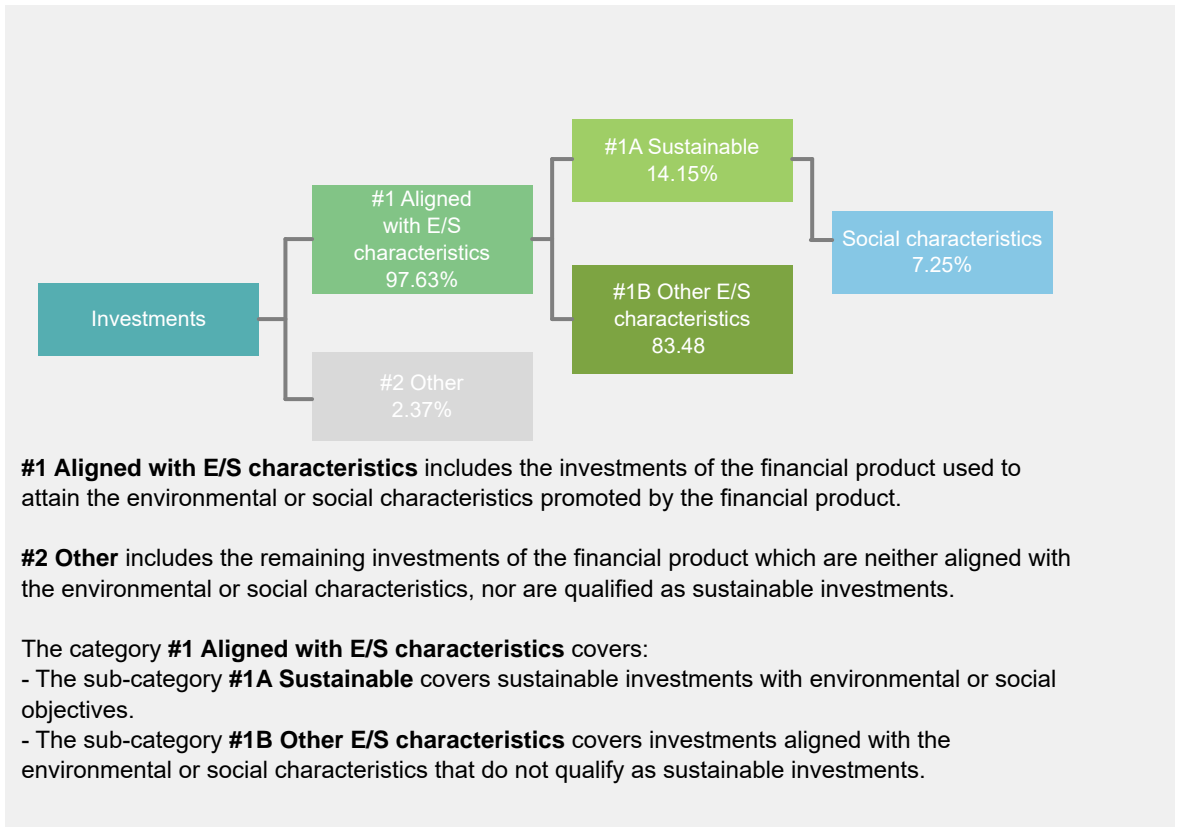 #1A Sustainable
14.15%
#1 Aligned
with E/S
characteristics
97.63%
Social characteristics
7.25%
#1B Other E/S
characteristics
83.48
Investments
#2 Other
2.37%
#1 Aligned with E/S characteristics includes the investments of the financial product used to
attain the environmental or social characteristics promoted by the financial product.
#2 Other includes the remaining investments of the financial product which are neither aligned with
the environmental or social characteristics, nor are qualified as sustainable investments.
The category #1 Aligned with E/S characteristics covers:
- The sub-category #1A Sustainable covers sustainable investments with environmental or social
objectives.
- The sub-category #1B Other E/S characteristics covers investments aligned with the
environmental or social characteristics that do not qualify as sustainable investments.